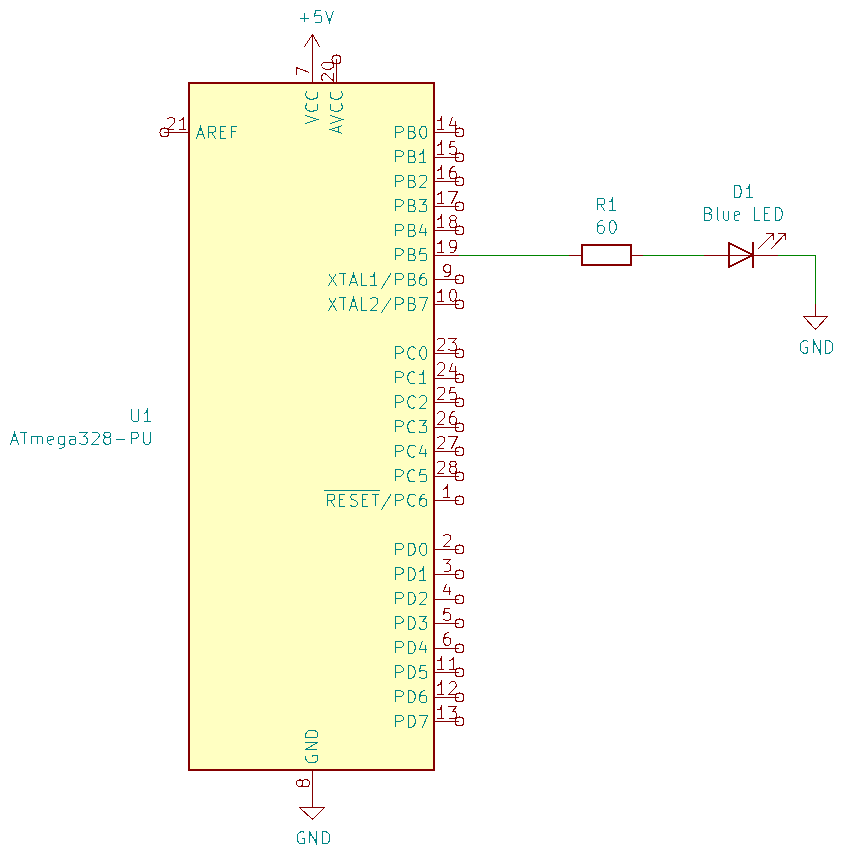 +5V
7
20
VCC
AVCC
21
AREF
PB0
14
PB1
15
PB2
16
PB3
17
PB4
18
PB5
19
XTAL1/PB6
9
XTAL2/PB7
10
R1
60
D1
Blue LED
GND
PC0
23
PC1
24
PC2
25
PC3
26
PC4
27
PC5
28
RESET/PC6
1
U1
ATmega328-PU
PD0
2
PD1
3
PD2
4
PD3
5
PD4
6
PD5
11
PD6
12
PD7
13
GND
8
GND